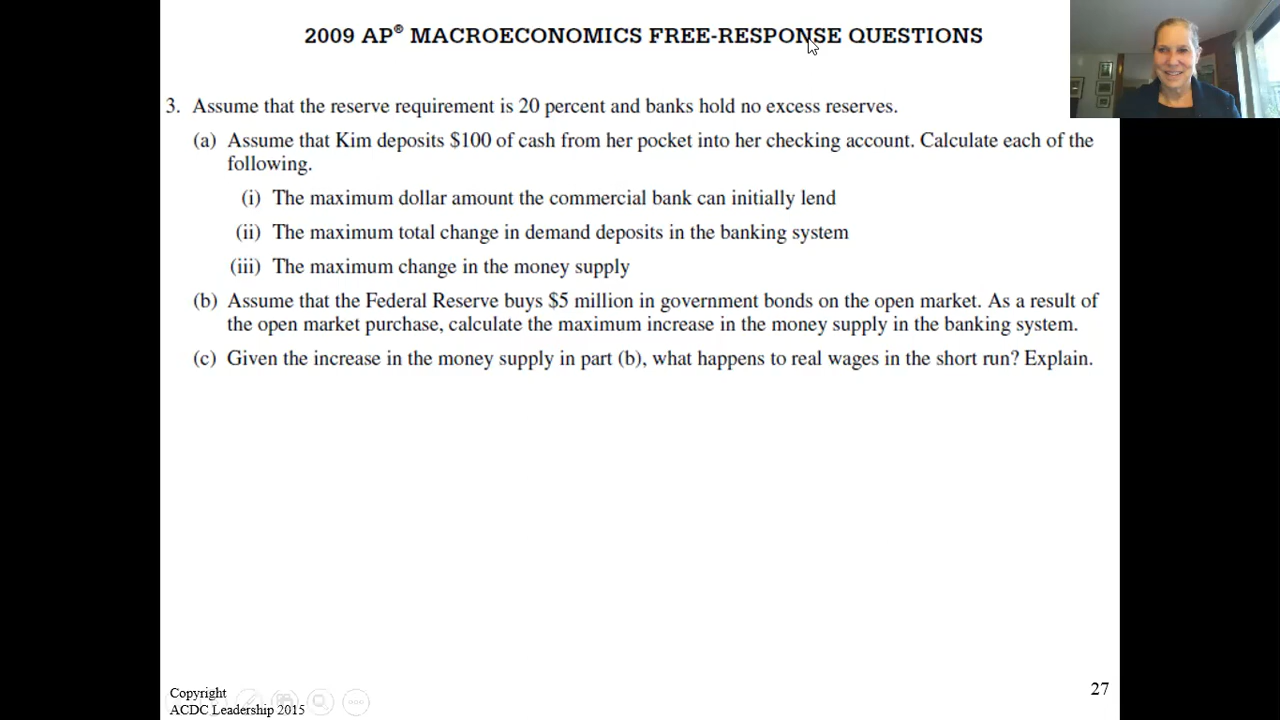 2009 AP® MACROECONOMICS FREE-RESPONSE QUESTIONS
3. Assume that the reserve requirement is 20 percent and banks hold no excess reserves.
(a) Assume that Kim deposits $100 of cash from her pocket into her checking account. Calculate each of the
following.
(i) The maximum dollar amount the commercial bank can initially lend
(ii) The maximum total change in demand deposits in the banking system
(iii) The maximum change in the money supply
(b) Assume that the Federal Reserve buys $5 million in government bonds on the open market. As a result of
the open market purchase, calculate the maximum increase in the money supply in the banking system.
(c) Given the increase in the money supply in part (b), what happens to real wages in the short run? Explain.
Copyright
ACDC Leadership 2015
27